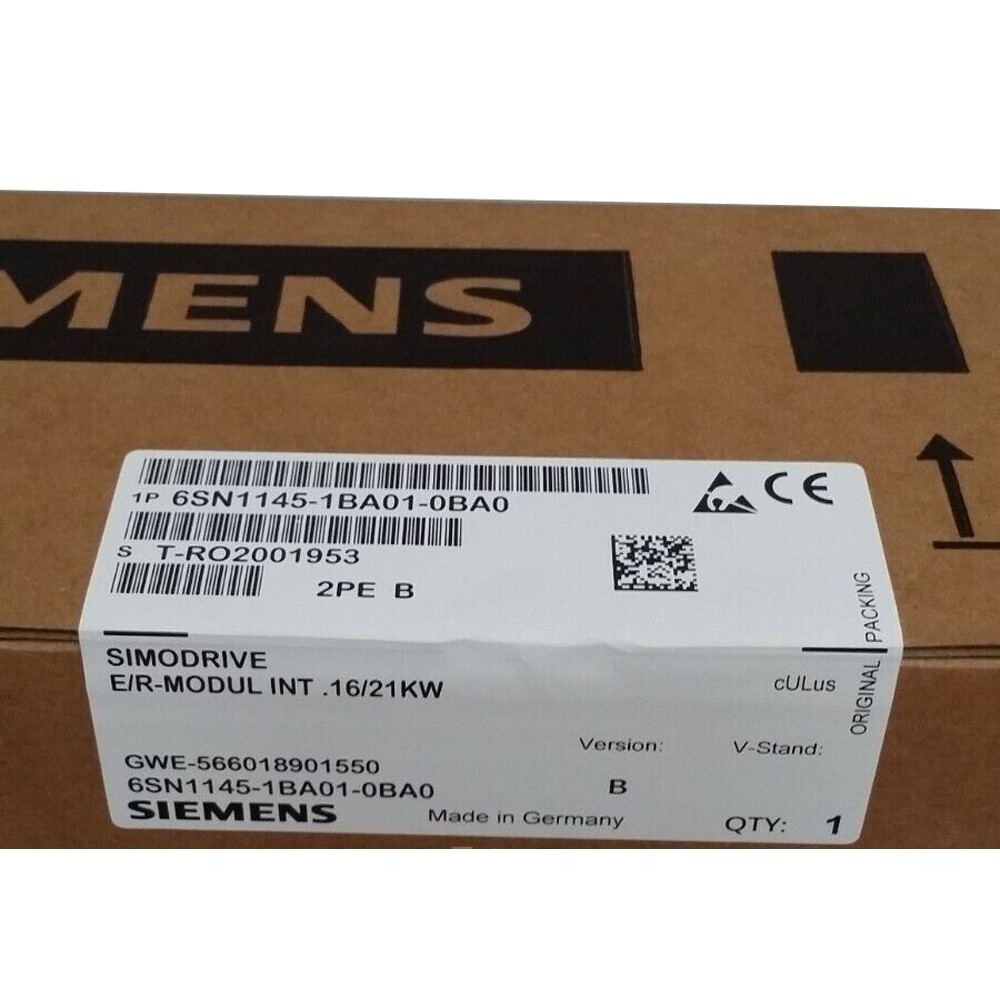 MENS
1P 6SN1145-1BA01-0BA0
S T-RO2001953
2PE B
CE
ORIGINAL PACKING
SIMODRIVE
E/R-MODUL INT .16/21KW
cULus
Version: V-Stand:
GWE-566018901550
6SN1145-1BA01-0BA0 B
SIEMENS Made in Germany QTY: 1